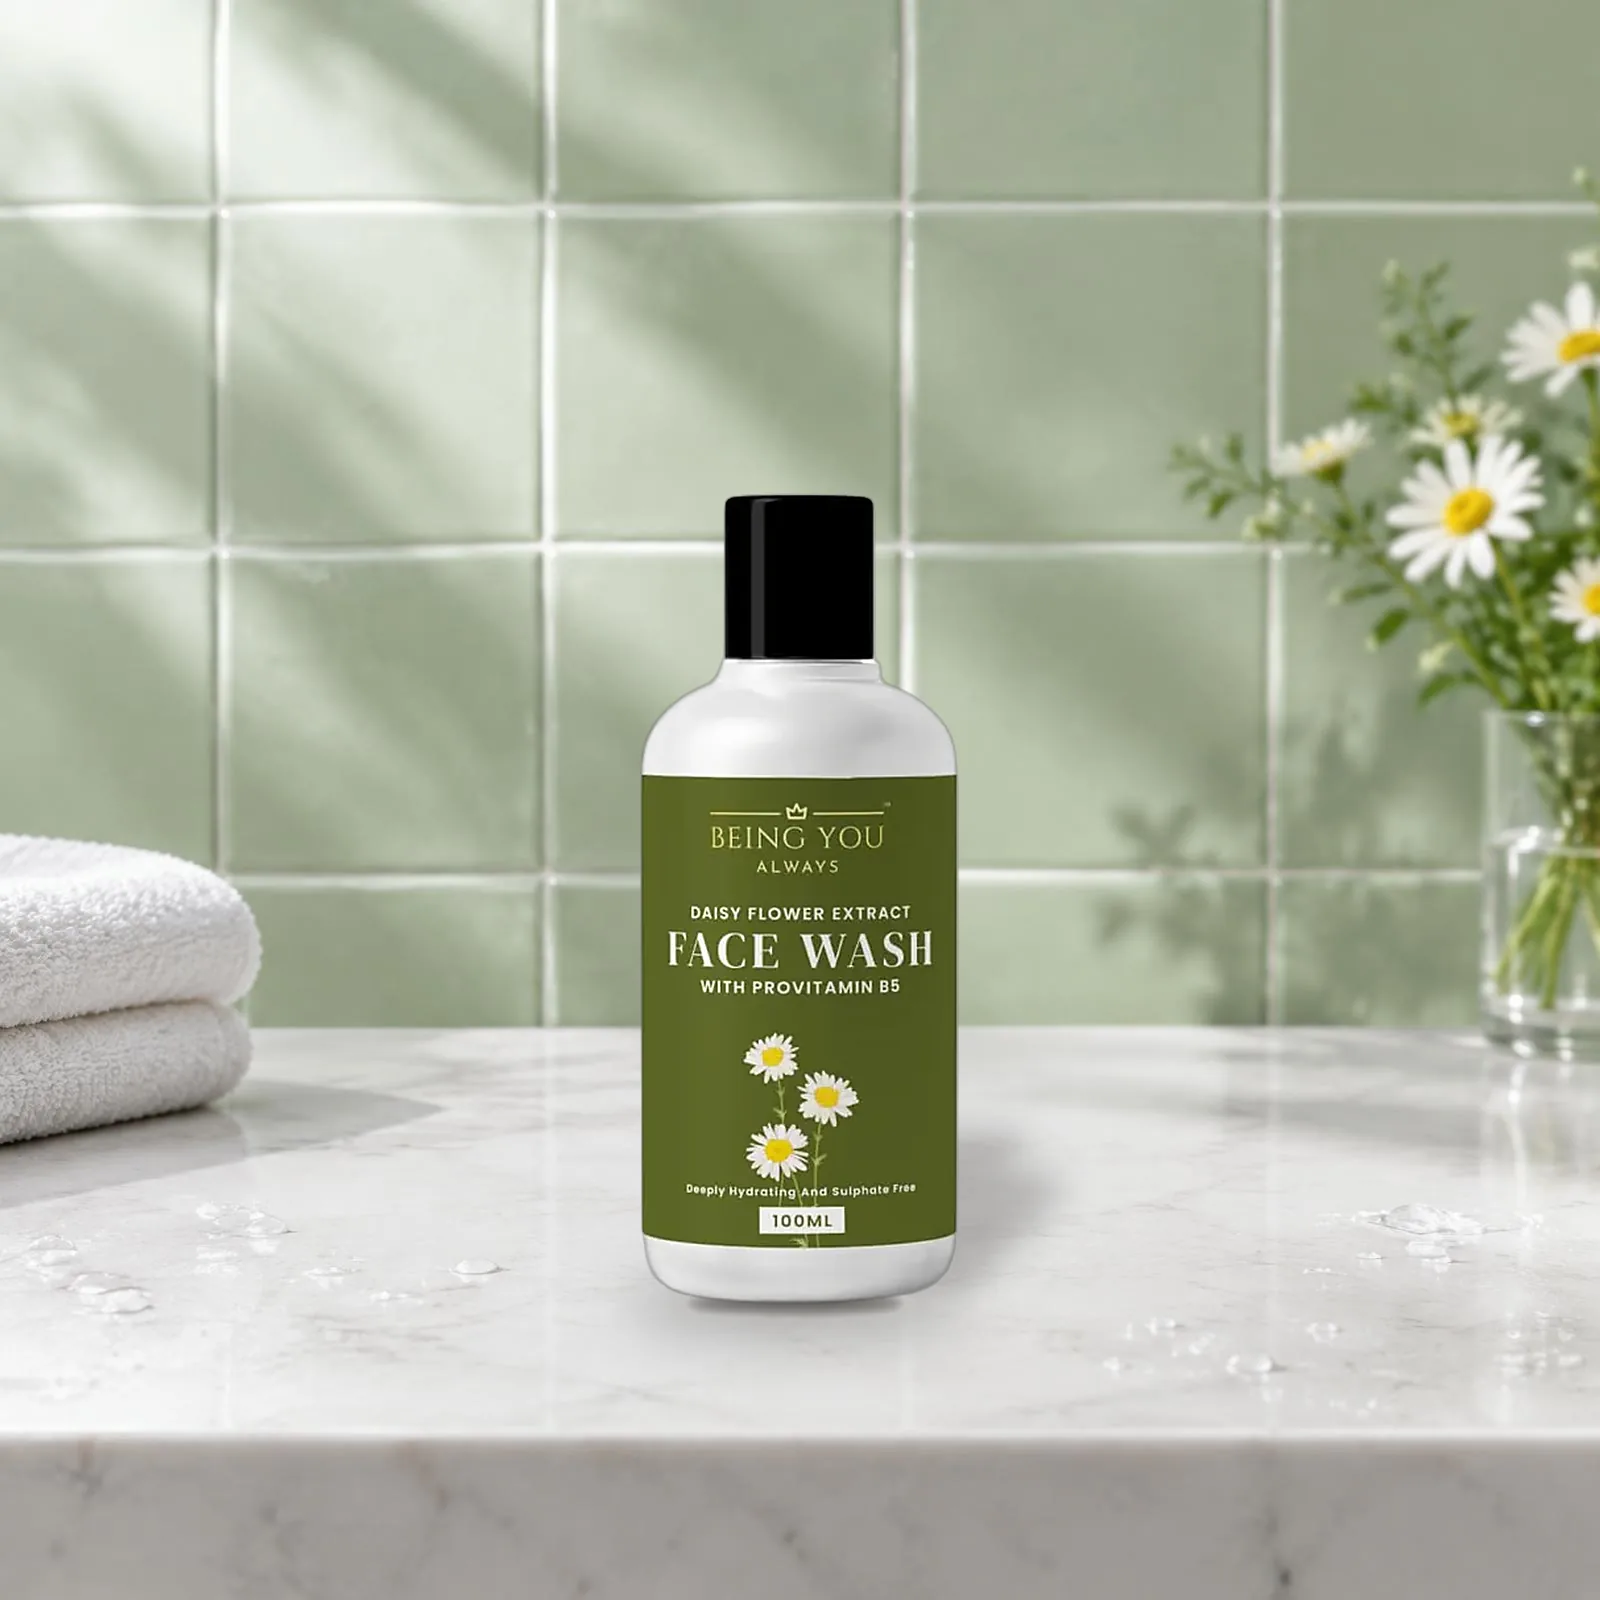 BEING YOU
ALWAYS
DAISY FLOWER EXTRACT
FACE WASH
WITH PROVITAMIN B5
Deeply Hydrating And Sulphate Free
100ML